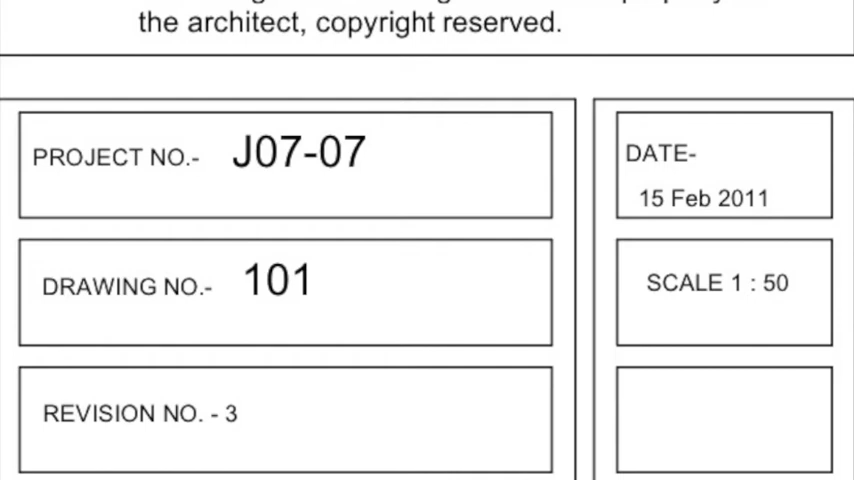 the architect, copyright reserved.
PROJECT NO.- J07-07
DATE-
15 Feb 2011
DRAWING NO.- 101
SCALE 1 : 50
REVISION NO. - 3